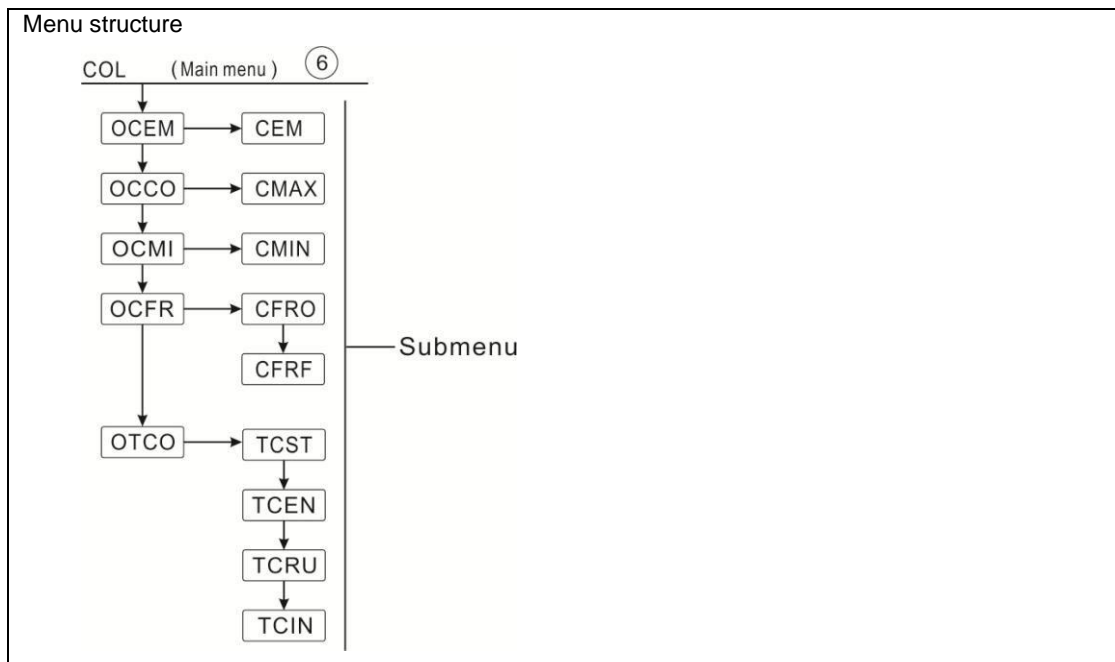 Menu structure
COL (Main menu) 6
OCEM CEM
OCCO CMAX
OCMI CMIN
OCFR CFRO
Submenu
CFRF
OTCO TCST
TCEN
TCRU
TCIN